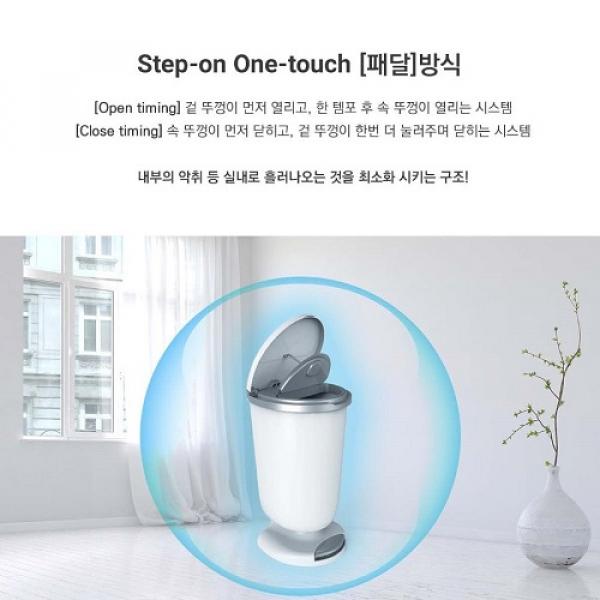 Step-on One-touch [패달]방식
[Open timing] 겉 뚜껑이 먼저 열리고, 한 템포 후 속 뚜껑이 열리는 시스템
[Close timing] 속 뚜껑이 먼저 닫히고, 겉 뚜껑이 한번 더 눌러주며 닫히는 시스템
내부의 악취 등 실내로 흘러나오는 것을 최소화 시키는 구조!